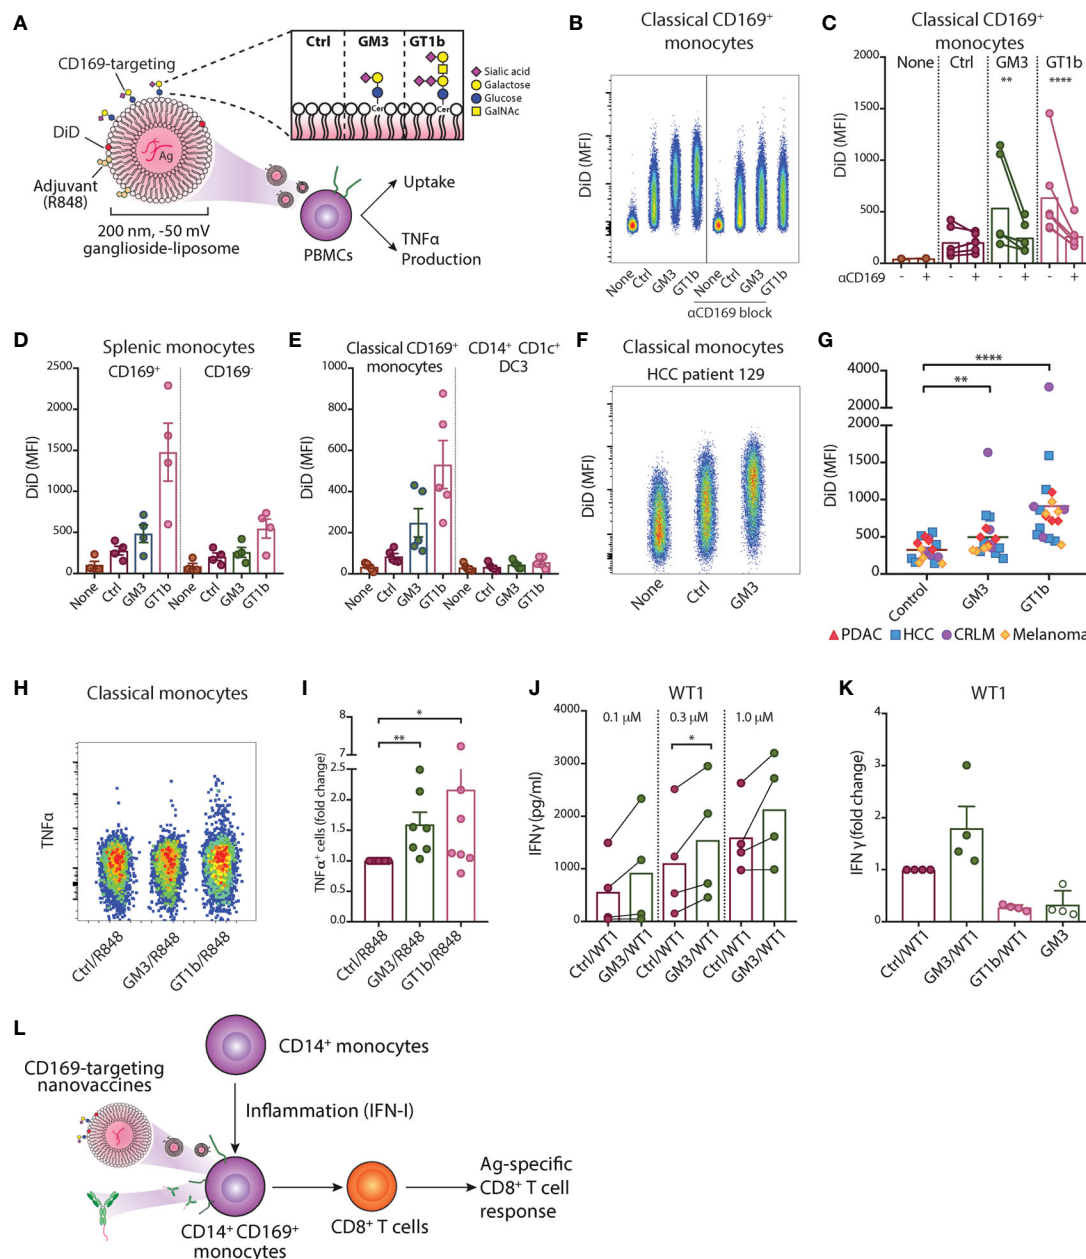 A
CD169-targeting
DiD
Adjuvant
(R848)
Ag
200 nm, -50 mV
ganglioside-liposome
Ctrl
GM3
GT1b
Cer
Cer
Sialic acid
Galactose
Glucose
GalNAc
PBMCs
Uptake
TNFα
Production
B
Classical CD169⁺
monocytes
DiD (MFI)
None
Ctrl
GM3
GT1b
None
Ctrl
GM3
GT1b
αCD169 block
C
Classical CD169⁺
monocytes
None
Ctrl
GM3
GT1b
**
****
DiD (MFI)
2000
1500
1000
500
0
αCD169
- + - + - + - +
D
Splenic monocytes
CD169⁺
CD169⁻
DiD (MFI)
2500
2000
1500
1000
500
0
None
Ctrl
GM3
GT1b
None
Ctrl
GM3
GT1b
E
Classical CD169⁺
monocytes
CD14⁺ CD1c⁺
DC3
DiD (MFI)
1000
800
600
400
200
0
None
Ctrl
GM3
GT1b
None
Ctrl
GM3
GT1b
F
Classical monocytes
HCC patient 129
DiD (MFI)
None
Ctrl
GM3
G
****
**
DiD (MFI)
4000
3000
2000
2000
1500
1000
500
0
Control
GM3
GT1b
PDAC
HCC
CRLM
Melanoma
H
Classical monocytes
TNFα
Ctrl/R848
GM3/R848
GT1b/R848
I
*
**
TNFα⁺ cells (fold change)
8
7
2.5
2.0
1.5
1.0
0.5
0.0
Ctrl/R848
GM3/R848
GT1b/R848
J
WT1
0.1 μM
0.3 μM
1.0 μM
*
IFNγ (pg/ml)
4000
3000
2000
1000
0
Ctrl/WT1
GM3/WT1
Ctrl/WT1
GM3/WT1
Ctrl/WT1
GM3/WT1
K
WT1
IFN γ (fold change)
4
3
2
1
0
Ctrl/WT1
GM3/WT1
GT1b/WT1
GM3
L
CD14⁺ monocytes
CD169-targeting
nanovaccines
Inflammation (IFN-I)
CD14⁺ CD169⁺
monocytes
CD8⁺ T cells
Ag-specific
CD8⁺ T cell
response